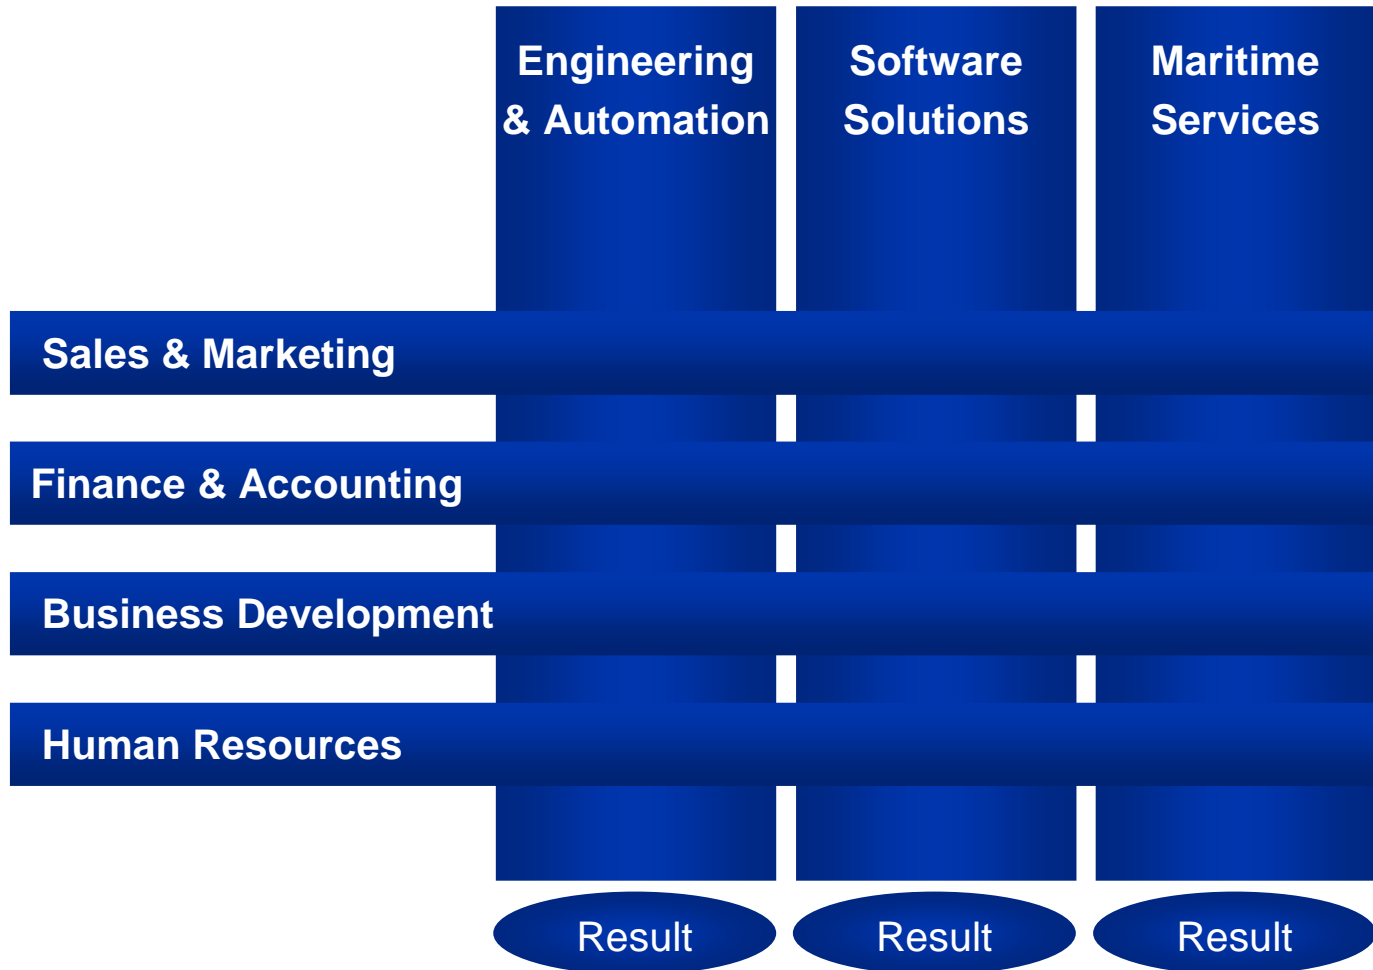 Engineering
& Automation
Software
Solutions
Maritime
Services
Sales & Marketing
Finance & Accounting
Business Development
Human Resources
Result
Result
Result